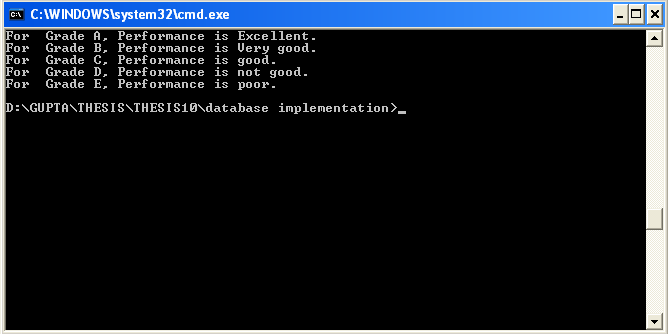 C:\WINDOWS\system32\cmd.exe
For  Grade A, Performance is Excellent.
For  Grade B, Performance is Very good.
For  Grade C, Performance is good.
For  Grade D, Performance is not good.
For  Grade E, Performance is poor.
D:\GUPTA\THESIS\THESIS10\database implementation>_